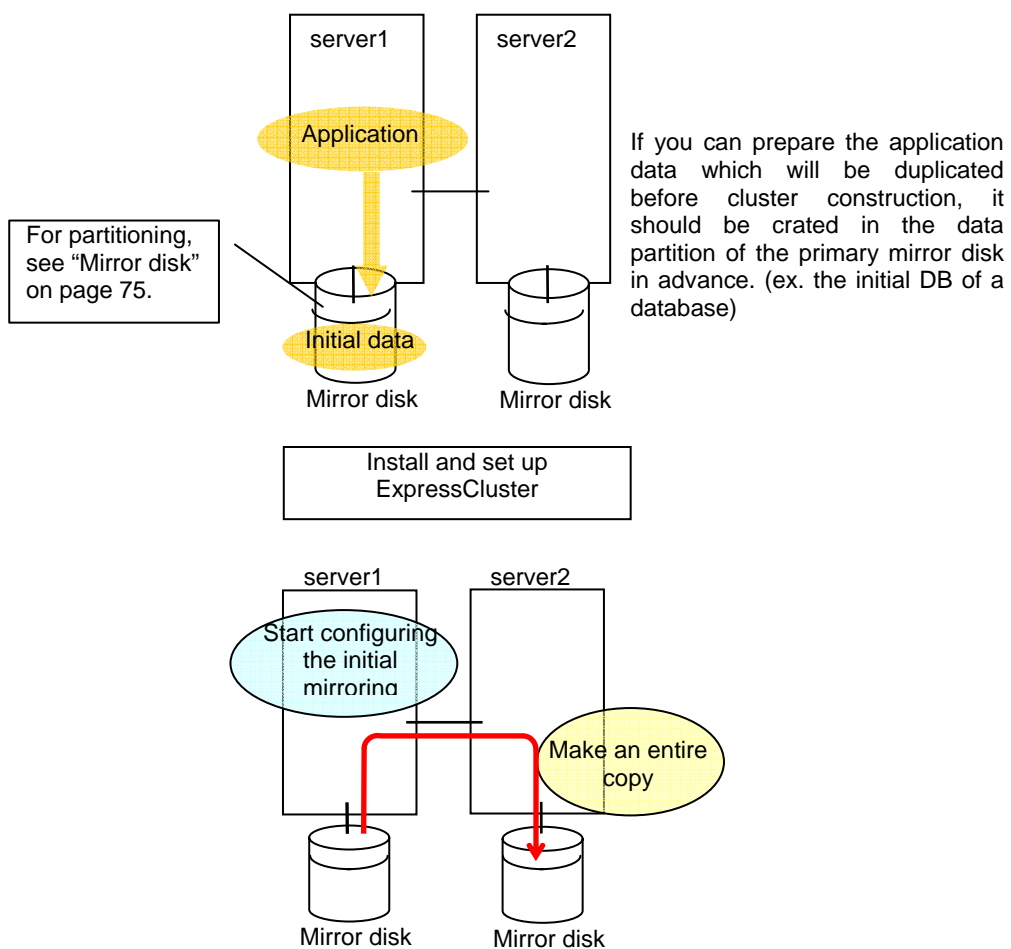 server1
server2
Application
If you can prepare the application
data which will be duplicated
before cluster construction, it
should be crated in the data
partition of the primary mirror disk
in advance. (ex. the initial DB of a
database)
For partitioning,
see “Mirror disk”
on page 75.
Initial data
Mirror disk
Mirror disk
Install and set up
ExpressCluster
server1
server2
Start configuring
the initial
mirroring
Make an entire
copy
Mirror disk
Mirror disk